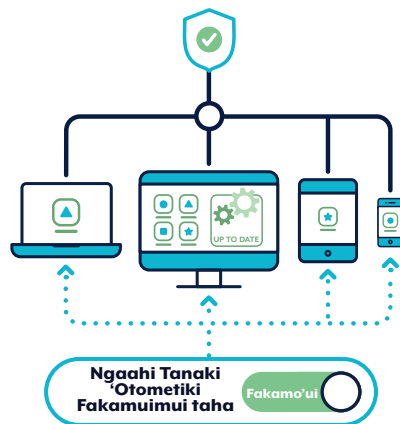 UP TO DATE
Ngaahi Tanaki
‘Otometiki
Fakamuimui taha
Fakamo’ui